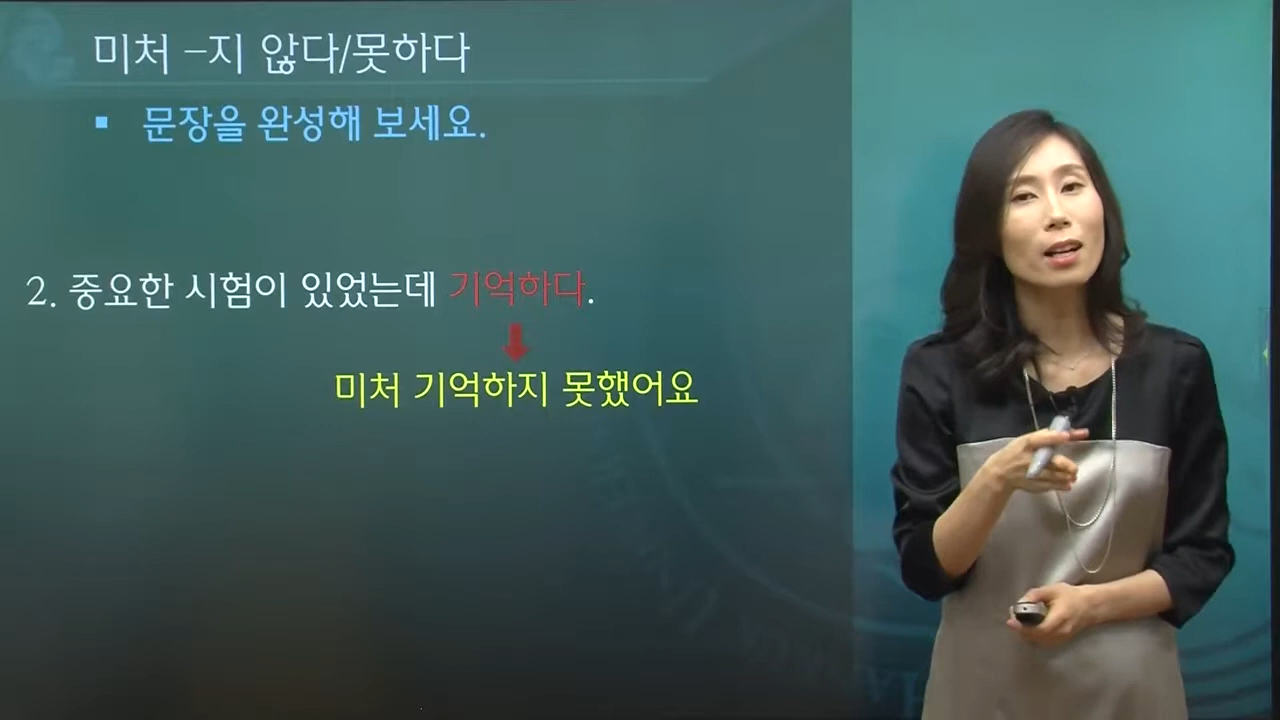 미처 –지 않다/못하다
▪ 문장을 완성해 보세요.
2. 중요한 시험이 있었는데 기억하다.
미처 기억하지 못했어요